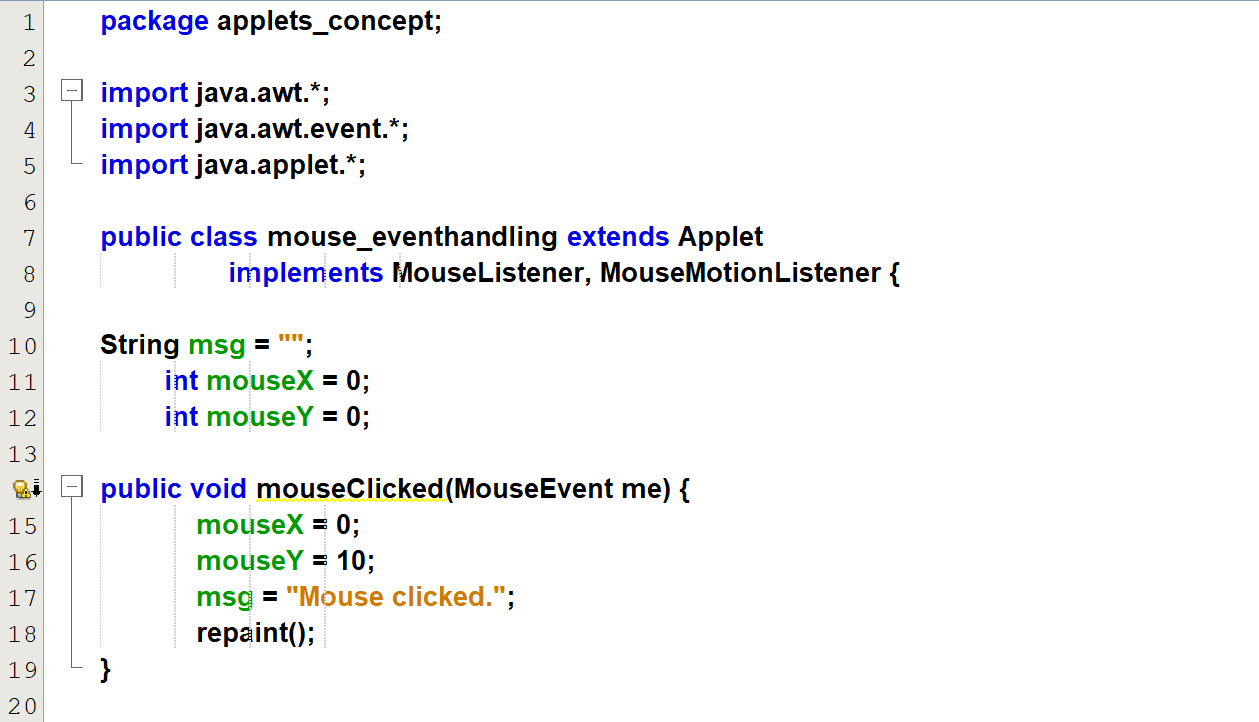 1 package applets_concept;
2
3 import java.awt.*;
4 import java.awt.event.*;
5 import java.applet.*;
6
7 public class mouse_eventhandling extends Applet
8 implements MouseListener, MouseMotionListener {
9
10 String msg = "";
11 int mouseX = 0;
12 int mouseY = 0;
13
public void mouseClicked(MouseEvent me) {
15 mouseX = 0;
16 mouseY = 10;
17 msg = "Mouse clicked.";
18 repaint();
19 }
20